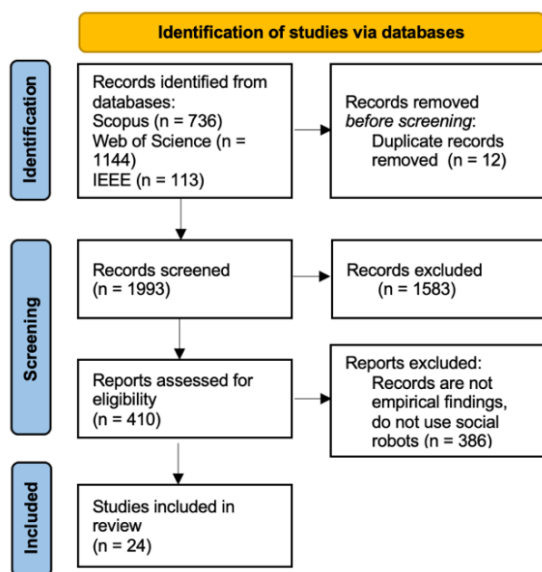 Identification of studies via databases
Identification
Records identified from
databases:
Scopus (n = 736)
Web of Science (n =
1144)
IEEE (n = 113)
Records removed
before screening:
Duplicate records
removed (n = 12)
Screening
Records screened
(n = 1993)
Records excluded
(n = 1583)
Reports assessed for
eligibility
(n = 410)
Reports excluded:
Records are not
empirical findings,
do not use social
robots (n = 386)
Included
Studies included in
review
(n = 24)